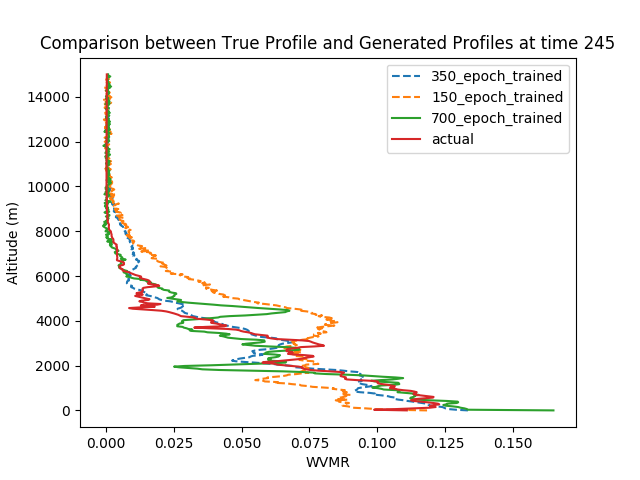 Comparison between True Profile and Generated Profiles at time 245
350_epoch_trained
150_epoch_trained
700_epoch_trained
actual
Altitude (m)
14000
12000
10000
8000
6000
4000
2000
0
0.000 0.025 0.050 0.075 0.100 0.125 0.150
WVMR